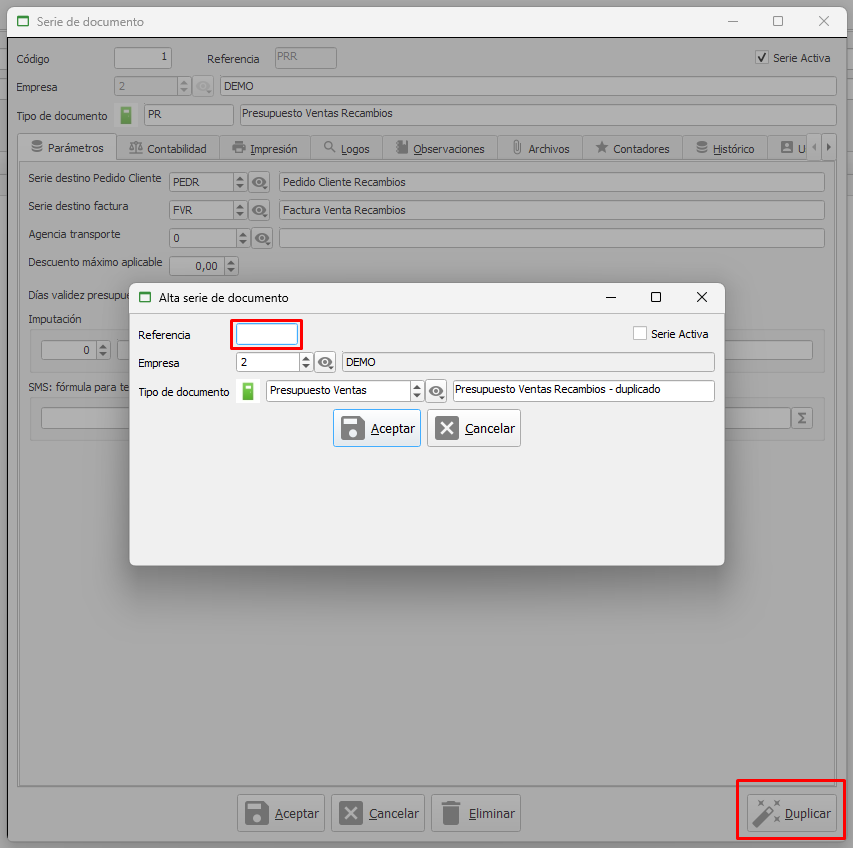 Serie de documento
Código 1 Referencia PRR Serie Activa
Empresa 2 DEMO
Tipo de documento PR Presupuesto Ventas Recambios
Parámetros Contabilidad Impresión Logos Observaciones Archivos Contadores Histórico U
Serie destino Pedido Cliente PEDR Pedido Cliente Recambios
Serie destino factura FVR Factura Venta Recambios
Agencia transporte 0
Descuento máximo aplicable 0,00
Días validez presupue
Imputación
0
SMS: fórmula para te
Σ
Alta serie de documento
Referencia Serie Activa
Empresa 2 DEMO
Tipo de documento Presupuesto Ventas Presupuesto Ventas Recambios - duplicado
Aceptar Cancelar
Aceptar Cancelar Eliminar Duplicar